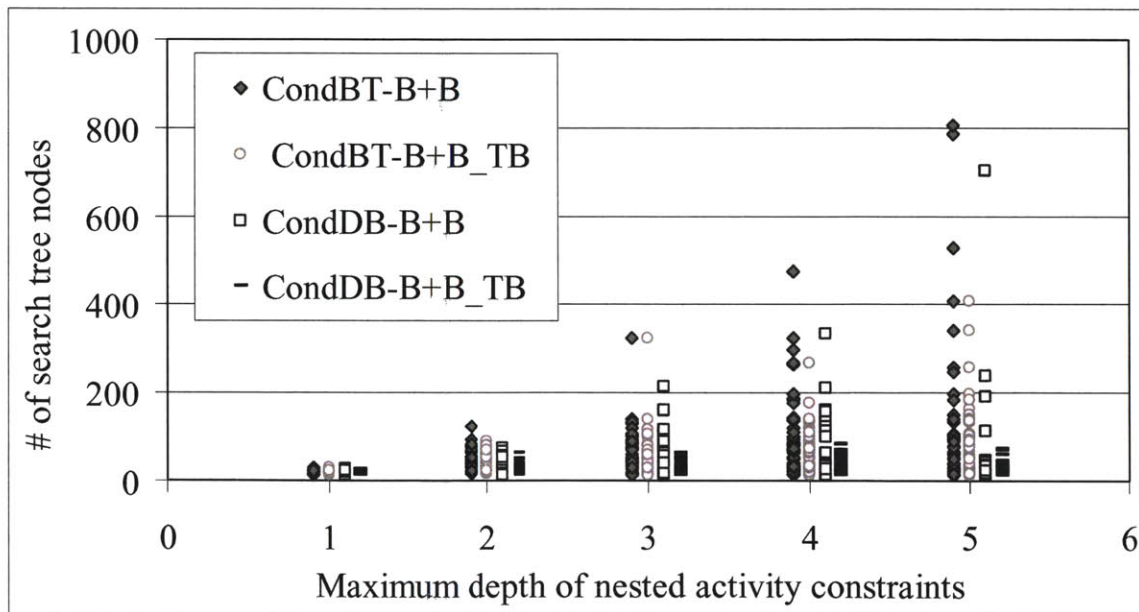 1000
800
600
400
200
0
# of search tree nodes
CondBT-B+B
CondBT-B+B_TB
CondDB-B+B
CondDB-B+B_TB
0 1 2 3 4 5 6
Maximum depth of nested activity constraints